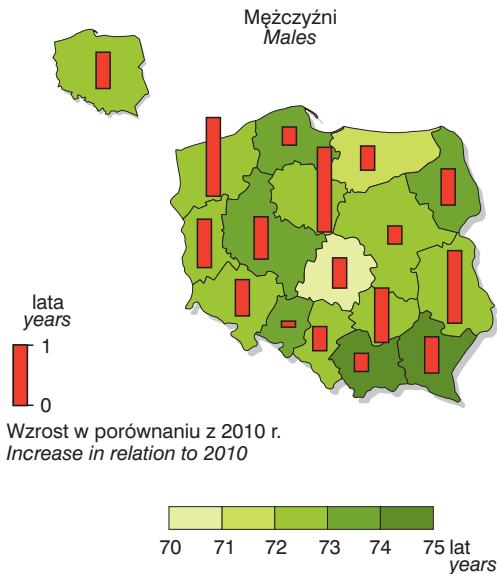 Mężczyźni
Males
lata
years
1
0
Wzrost w porównaniu z 2010 r.
Increase in relation to 2010
70 71 72 73 74 75 lat
years